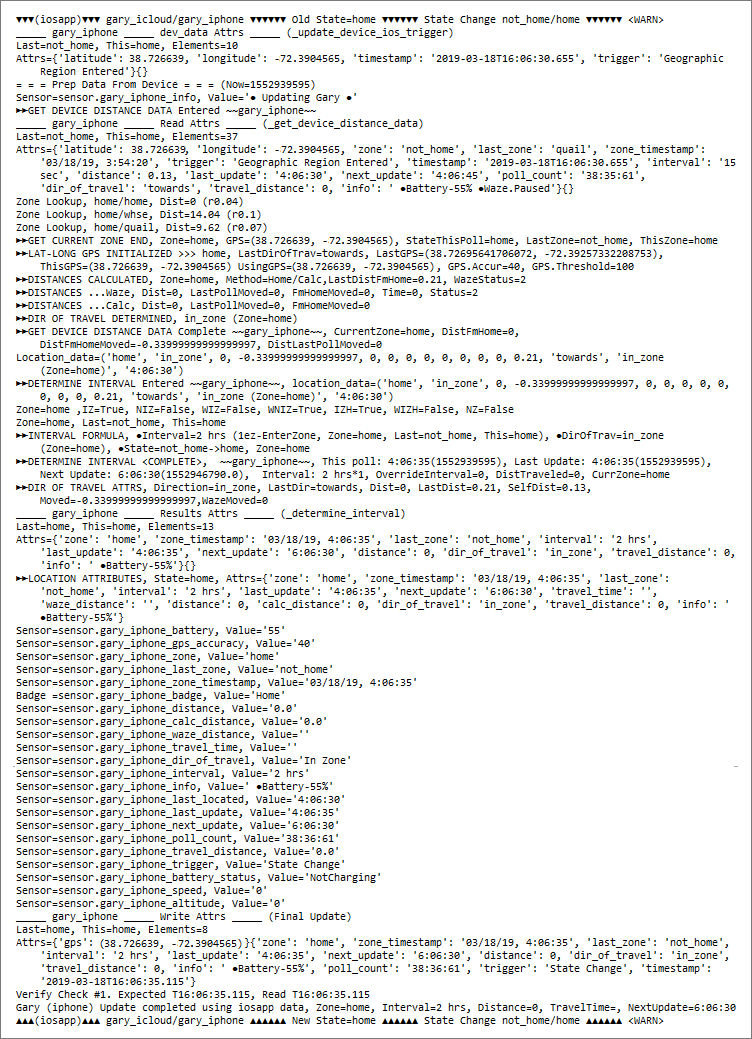 ▼▼▼(iosapp)▼▼▼ gary_icloud/gary_iphone ▼▼▼▼▼▼ Old State=home ▼▼▼▼▼▼ State Change not_home/home ▼▼▼▼▼▼ <WARN>
_____ gary_iphone _____ dev_data Attrs _____ (_update_device_ios_trigger)
Last=not_home, This=home, Elements=10
Attrs={'latitude': 38.726639, 'longitude': -72.3904565, 'timestamp': '2019-03-18T16:06:30.655', 'trigger': 'Geographic
Region Entered'}{}
= = = Prep Data From Device = = = (Now=1552939595)
Sensor=sensor.gary_iphone_info, Value='● Updating Gary ●'
►►GET DEVICE DISTANCE DATA Entered ~~gary_iphone~~
_____ gary_iphone _____ Read Attrs _____ (_get_device_distance_data)
Last=not_home, This=home, Elements=37
Attrs={'latitude': 38.726639, 'longitude': -72.3904565, 'zone': 'not_home', 'last_zone': 'quail', 'zone_timestamp':
'03/18/19, 3:54:20', 'trigger': 'Geographic Region Entered', 'timestamp': '2019-03-18T16:06:30.655', 'interval': '15
sec', 'distance': 0.13, 'last_update': '4:06:30', 'next_update': '4:06:45', 'poll_count': '38:35:61',
'dir_of_travel': 'towards', 'travel_distance': 0, 'info': ' ●Battery-55% ●Waze.Paused'}{}
Zone Lookup, home/home, Dist=0 (r0.04)
Zone Lookup, home/whse, Dist=14.04 (r0.1)
Zone Lookup, home/quail, Dist=9.62 (r0.07)
►►GET CURRENT ZONE END, Zone=home, GPS=(38.726639, -72.3904565), StateThisPoll=home, LastZone=not_home, ThisZone=home
►►LAT-LONG GPS INITIALIZED >>> home, LastDirOfTrav=towards, LastGPS=(38.72695641706072, -72.39257332208753),
ThisGPS=(38.726639, -72.3904565) UsingGPS=(38.726639, -72.3904565), GPS.Accur=40, GPS.Threshold=100
►►DISTANCES CALCULATED, Zone=home, Method=Home/Calc,LastDistFmHome=0.21, WazeStatus=2
►►DISTANCES ...Waze, Dist=0, LastPollMoved=0, FmHomeMoved=0, Time=0, Status=2
►►DISTANCES ...Calc, Dist=0, LastPollMoved=0, FmHomeMoved=0
►►DIR OF TRAVEL DETERMINED, in_zone (Zone=home)
►►GET DEVICE DISTANCE DATA Complete ~~gary_iphone~~, CurrentZone=home, DistFmHome=0,
DistFmHomeMoved=-0.33999999999999997, DistLastPollMoved=0
Location_data=('home', 'in_zone', 0, -0.33999999999999997, 0, 0, 0, 0, 0, 0, 0, 0.21, 'towards', 'in_zone
(Zone=home)', '4:06:30')
►►DETERMINE INTERVAL Entered ~~gary_iphone~~, location_data=('home', 'in_zone', 0, -0.33999999999999997, 0, 0, 0, 0, 0,
0, 0, 0, 0.21, 'towards', 'in_zone (Zone=home)', '4:06:30')
Zone=home ,IZ=True, NIZ=False, WIZ=False, WNIZ=True, IZH=True, WIZH=False, NZ=False
Zone=home, Last=not_home, This=home
►►INTERVAL FORMULA, ●Interval=2 hrs (1ez-EnterZone, Zone=home, Last=not_home, This=home), ●DirOfTrav=in_zone
(Zone=home), ●State=not_home->home, Zone=home
►►DETERMINE INTERVAL <COMPLETE>,  ~~gary_iphone~~, This poll: 4:06:35(1552939595), Last Update: 4:06:35(1552939595),
Next Update: 6:06:30(1552946790.0),  Interval: 2 hrs*1, OverrideInterval=0, DistTraveled=0, CurrZone=home
►►DIR OF TRAVEL ATTRS, Direction=in_zone, LastDir=towards, Dist=0, LastDist=0.21, SelfDist=0.13,
Moved=-0.33999999999999997,WazeMoved=0
_____ gary_iphone _____ Results Attrs _____ (_determine_interval)
Last=home, This=home, Elements=13
Attrs={'zone': 'home', 'zone_timestamp': '03/18/19, 4:06:35', 'last_zone': 'not_home', 'interval': '2 hrs',
'last_update': '4:06:35', 'next_update': '6:06:30', 'distance': 0, 'dir_of_travel': 'in_zone', 'travel_distance': 0,
'info': ' ●Battery-55%'}{}
►►LOCATION ATTRIBUTES, State=home, Attrs={'zone': 'home', 'zone_timestamp': '03/18/19, 4:06:35', 'last_zone':
'not_home', 'interval': '2 hrs', 'last_update': '4:06:35', 'next_update': '6:06:30', 'travel_time': '',
'waze_distance': '', 'distance': 0, 'calc_distance': 0, 'dir_of_travel': 'in_zone', 'travel_distance': 0, 'info': '
●Battery-55%'}
Sensor=sensor.gary_iphone_battery, Value='55'
Sensor=sensor.gary_iphone_gps_accuracy, Value='40'
Sensor=sensor.gary_iphone_zone, Value='home'
Sensor=sensor.gary_iphone_last_zone, Value='not_home'
Sensor=sensor.gary_iphone_zone_timestamp, Value='03/18/19, 4:06:35'
Badge =sensor.gary_iphone_badge, Value='Home'
Sensor=sensor.gary_iphone_distance, Value='0.0'
Sensor=sensor.gary_iphone_calc_distance, Value='0.0'
Sensor=sensor.gary_iphone_waze_distance, Value=''
Sensor=sensor.gary_iphone_travel_time, Value=''
Sensor=sensor.gary_iphone_dir_of_travel, Value='In Zone'
Sensor=sensor.gary_iphone_interval, Value='2 hrs'
Sensor=sensor.gary_iphone_info, Value=' ●Battery-55%'
Sensor=sensor.gary_iphone_last_located, Value='4:06:30'
Sensor=sensor.gary_iphone_last_update, Value='4:06:35'
Sensor=sensor.gary_iphone_next_update, Value='6:06:30'
Sensor=sensor.gary_iphone_poll_count, Value='38:36:61'
Sensor=sensor.gary_iphone_travel_distance, Value='0.0'
Sensor=sensor.gary_iphone_trigger, Value='State Change'
Sensor=sensor.gary_iphone_battery_status, Value='NotCharging'
Sensor=sensor.gary_iphone_speed, Value='0'
Sensor=sensor.gary_iphone_altitude, Value='0'
_____ gary_iphone _____ Write Attrs _____ (Final Update)
Last=home, This=home, Elements=8
Attrs={'gps': (38.726639, -72.3904565)}{'zone': 'home', 'zone_timestamp': '03/18/19, 4:06:35', 'last_zone': 'not_home',
'interval': '2 hrs', 'last_update': '4:06:35', 'next_update': '6:06:30', 'distance': 0, 'dir_of_travel': 'in_zone',
'travel_distance': 0, 'info': ' ●Battery-55%', 'poll_count': '38:36:61', 'trigger': 'State Change', 'timestamp':
'2019-03-18T16:06:35.115'}
Verify Check #1. Expected T16:06:35.115, Read T16:06:35.115
Gary (iphone) Update completed using iosapp data, Zone=home, Interval=2 hrs, Distance=0, TravelTime=, NextUpdate=6:06:30
▲▲▲(iosapp)▲▲▲ gary_icloud/gary_iphone ▲▲▲▲▲▲ New State=home ▲▲▲▲▲▲ State Change not_home/home ▲▲▲▲▲▲ <WARN>